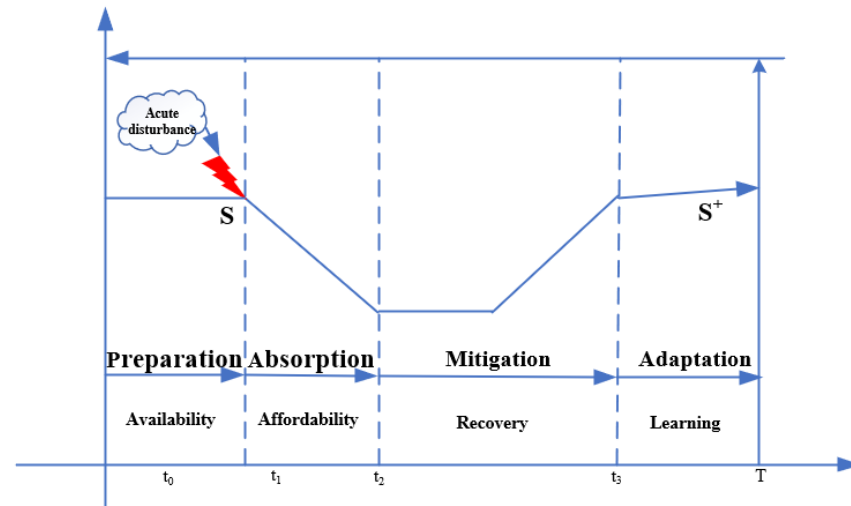 Acute
disturbance
S
S⁺
Preparation Absorption Mitigation Adaptation
Availability Affordability Recovery Learning
t₀ t₁ t₂ t₃ T